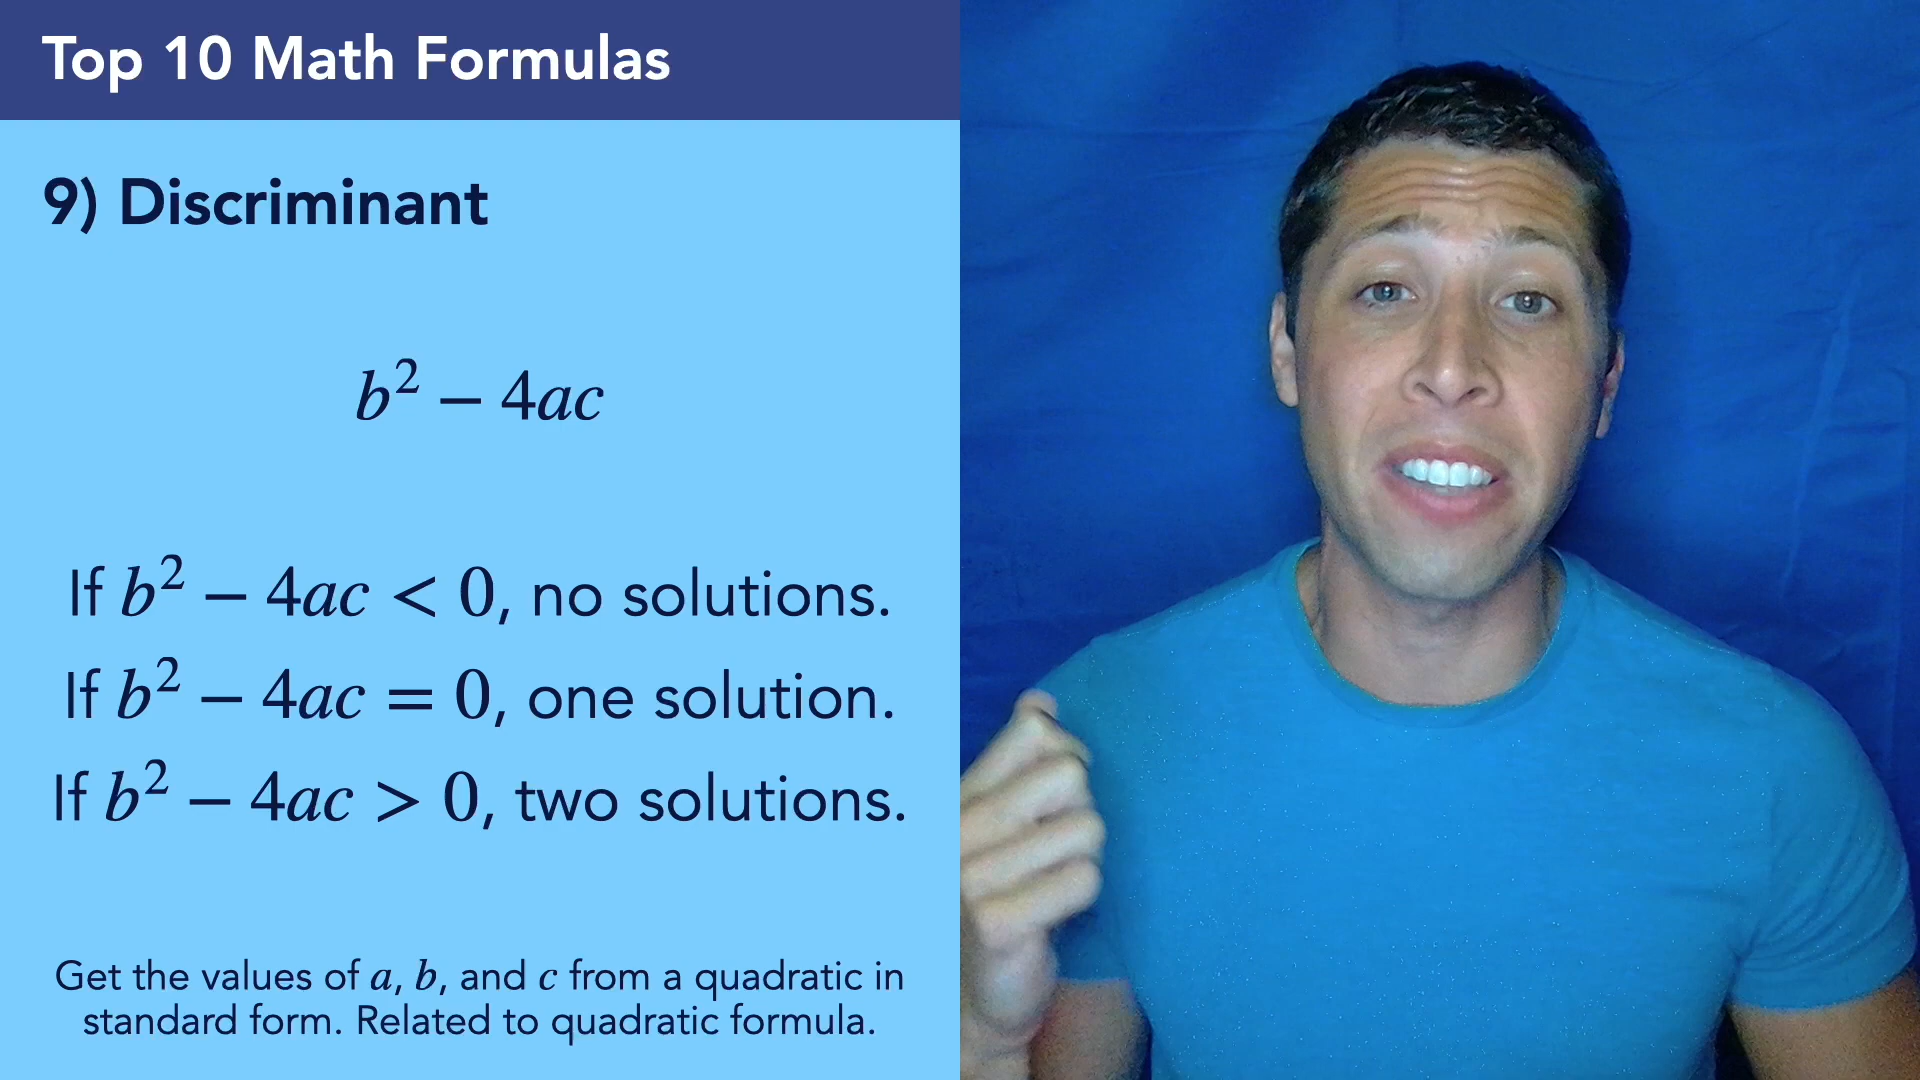 Top 10 Math Formulas
9) Discriminant
b² − 4ac
If b² − 4ac < 0, no solutions.
If b² − 4ac = 0, one solution.
If b² − 4ac > 0, two solutions.
Get the values of a, b, and c from a quadratic in
standard form. Related to quadratic formula.